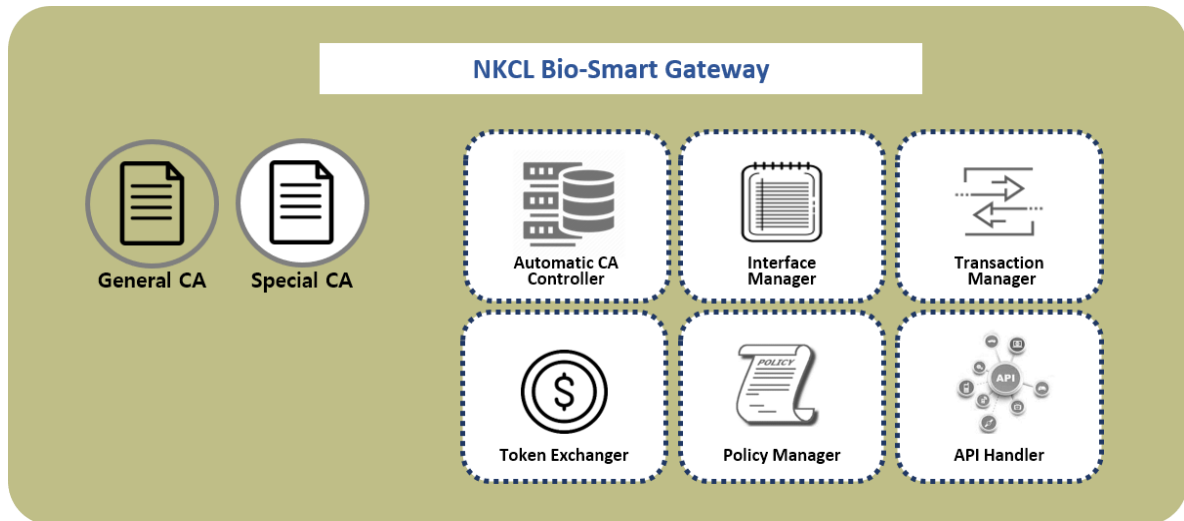 NKCL Bio-Smart Gateway
General CA
Special CA
Automatic CA
Controller
Interface
Manager
Transaction
Manager
Token Exchanger
POLICY
Policy Manager
API
API Handler